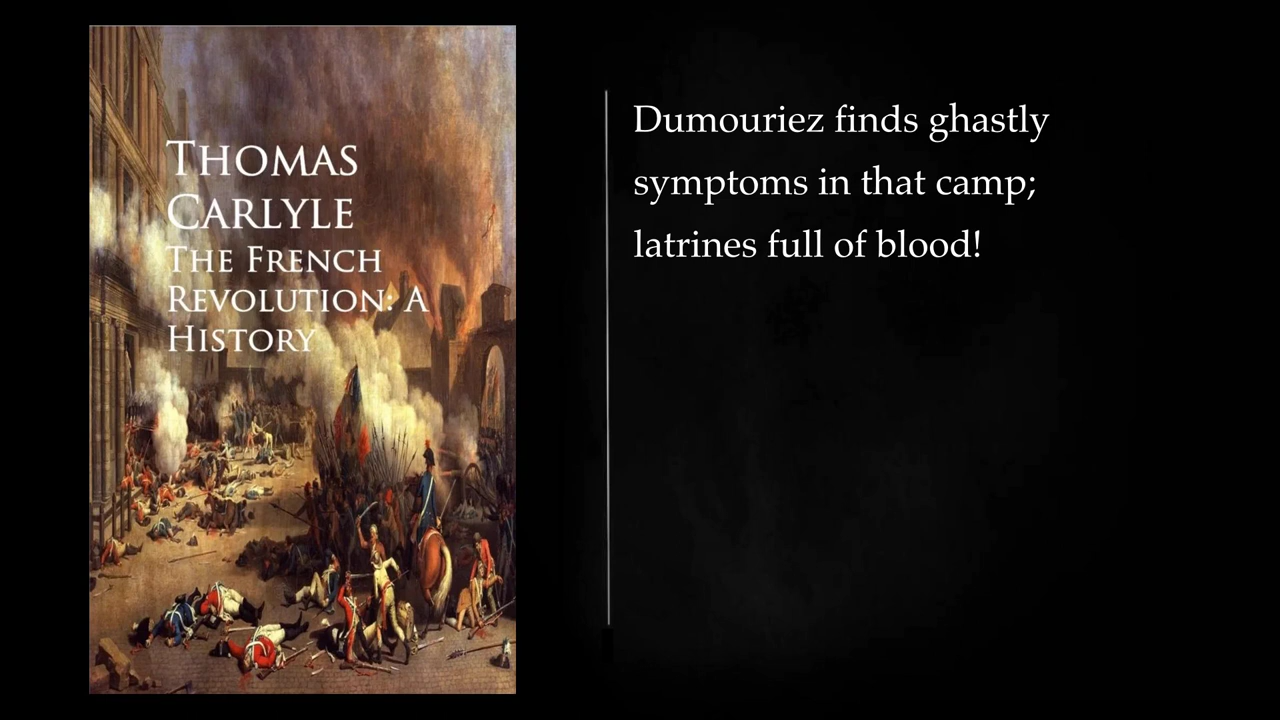 THOMAS
CARLYLE
THE FRENCH
REVOLUTION: A
HISTORY
Dumouriez finds ghastly
symptoms in that camp;
latrines full of blood!